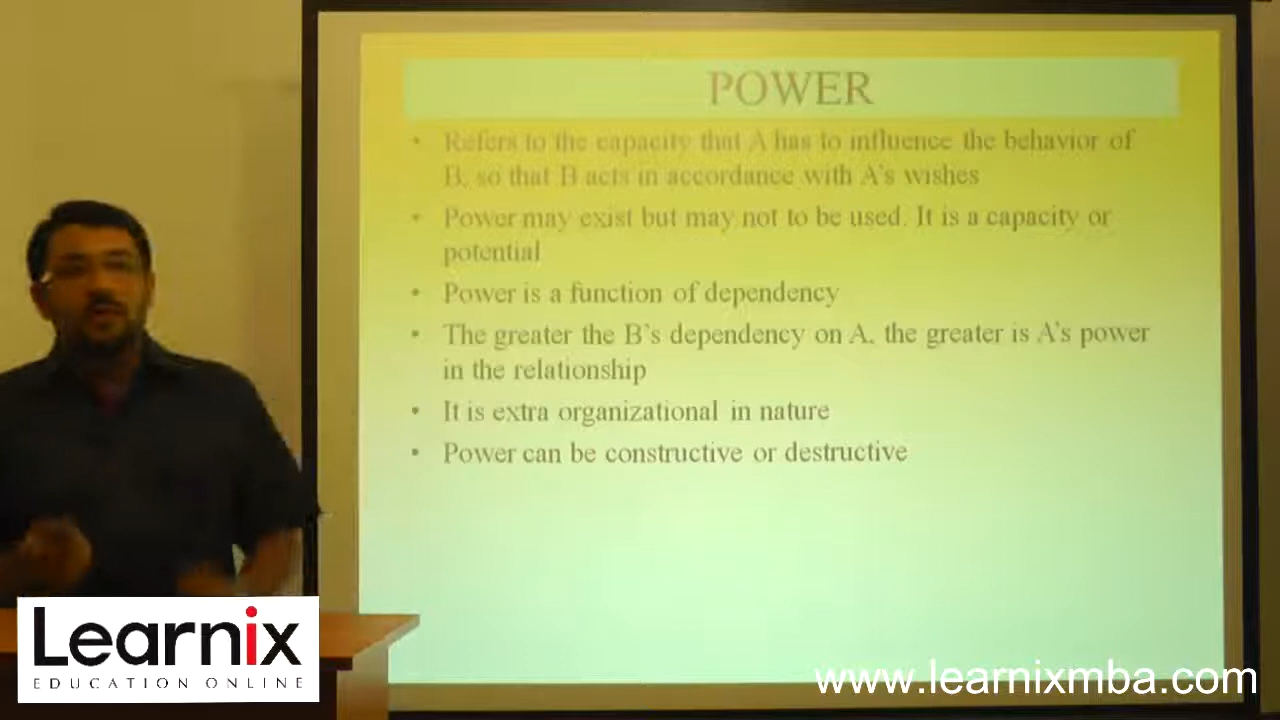 POWER
• Refers to the capacity that A has to influence the behavior of
B, so that B acts in accordance with A's wishes
• Power may exist but may not to be used. It is a capacity or
potential
• Power is a function of dependency
• The greater the B's dependency on A, the greater is A's power
in the relationship
• It is extra organizational in nature
• Power can be constructive or destructive
Learnix
EDUCATION ONLINE
www.learnixmba.com